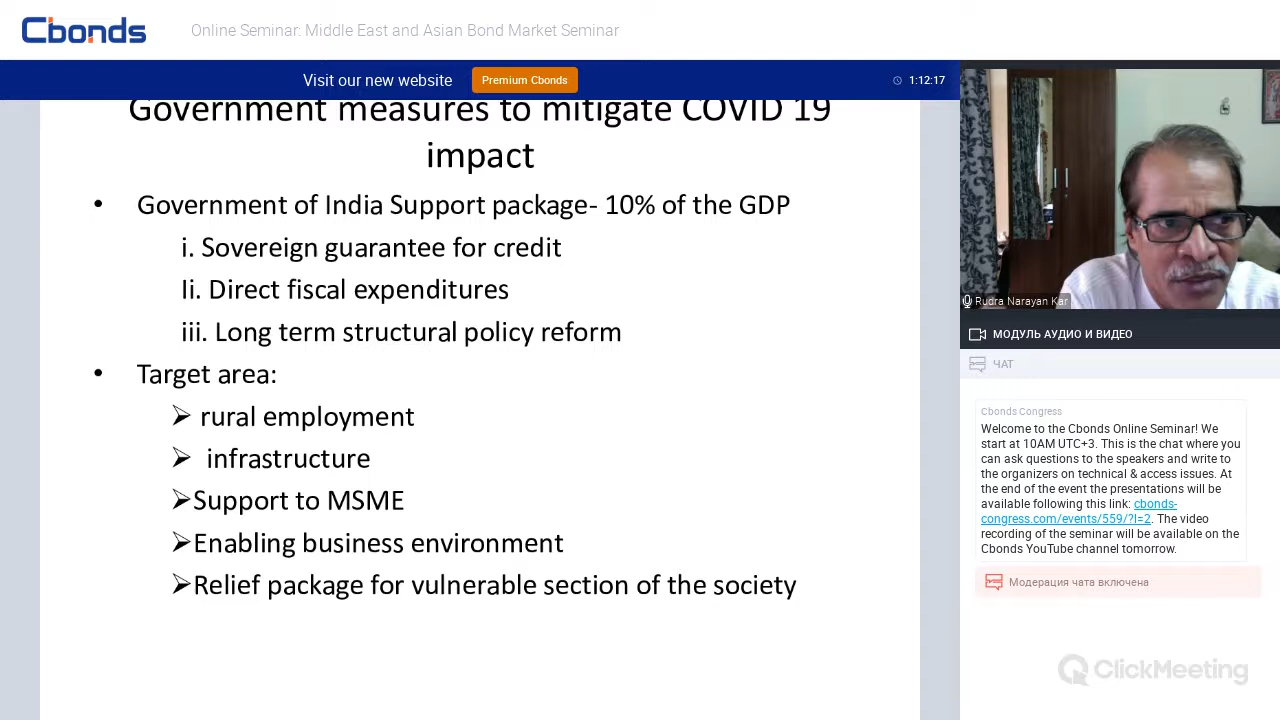 Cbonds
Online Seminar: Middle East and Asian Bond Market Seminar
Visit our new website
Premium Cbonds
1:12:17
Government measures to mitigate COVID 19
impact
• Government of India Support package- 10% of the GDP
i. Sovereign guarantee for credit
Ii. Direct fiscal expenditures
iii. Long term structural policy reform
• Target area:
➢ rural employment
➢ infrastructure
➢Support to MSME
➢Enabling business environment
➢Relief package for vulnerable section of the society
Rudra Narayan Kar
МОДУЛЬ АУДИО И ВИДЕО
ЧАТ
Cbonds Congress
Welcome to the Cbonds Online Seminar! We
start at 10AM UTC+3. This is the chat where you
can ask questions to the speakers and write to
the organizers on technical & access issues. At
the end of the event the presentations will be
available following this link: cbonds-
congress.com/events/559/?l=2. The video
recording of the seminar will be available on the
Cbonds YouTube channel tomorrow.
Модерация чата включена
ClickMeeting